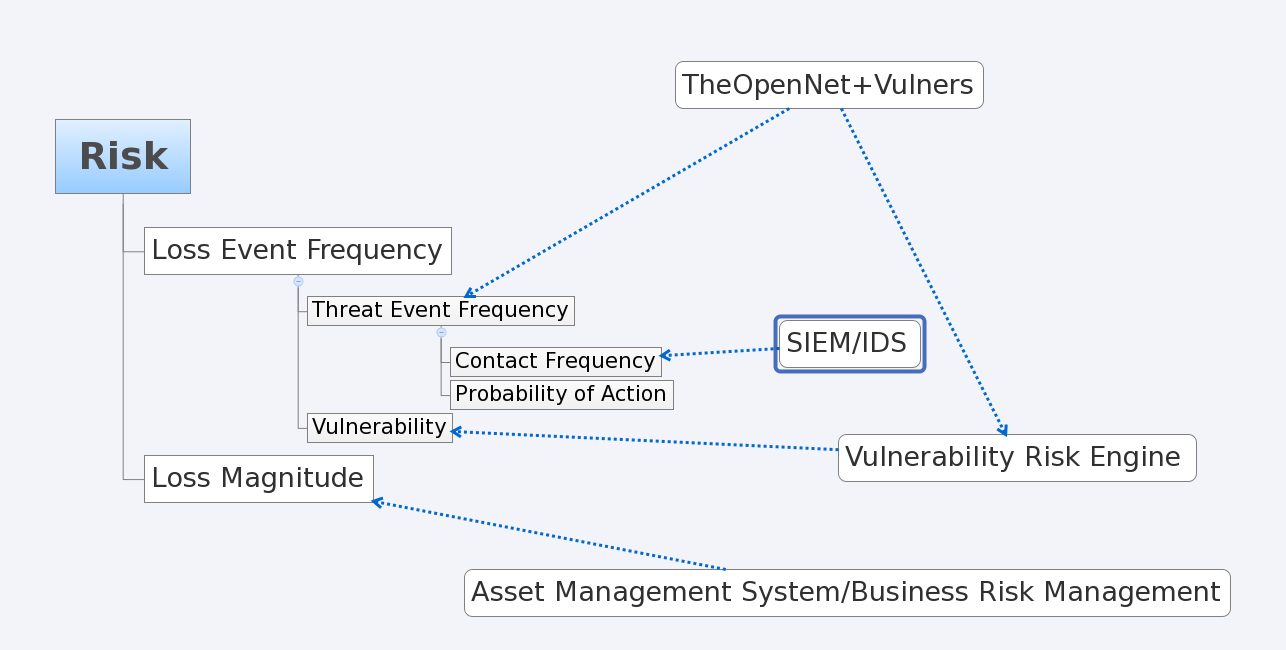 TheOpenNet+Vulners
Risk
Loss Event Frequency
Threat Event Frequency
SIEM/IDS
Contact Frequency
Probability of Action
Vulnerability
Vulnerability Risk Engine
Loss Magnitude
Asset Management System/Business Risk Management